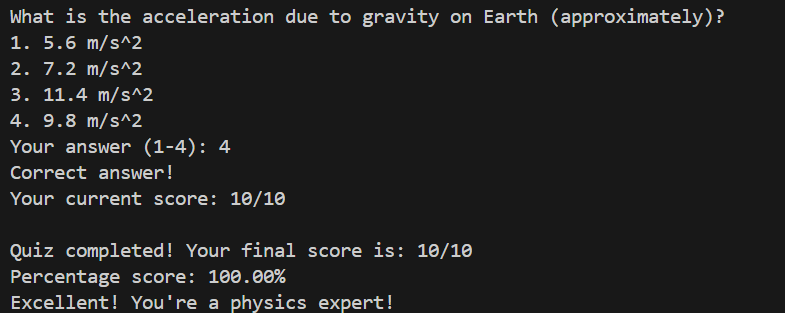 What is the acceleration due to gravity on Earth (approximately)?
1. 5.6 m/s^2
2. 7.2 m/s^2
3. 11.4 m/s^2
4. 9.8 m/s^2
Your answer (1-4): 4
Correct answer!
Your current score: 10/10
Quiz completed! Your final score is: 10/10
Percentage score: 100.00%
Excellent! You're a physics expert!